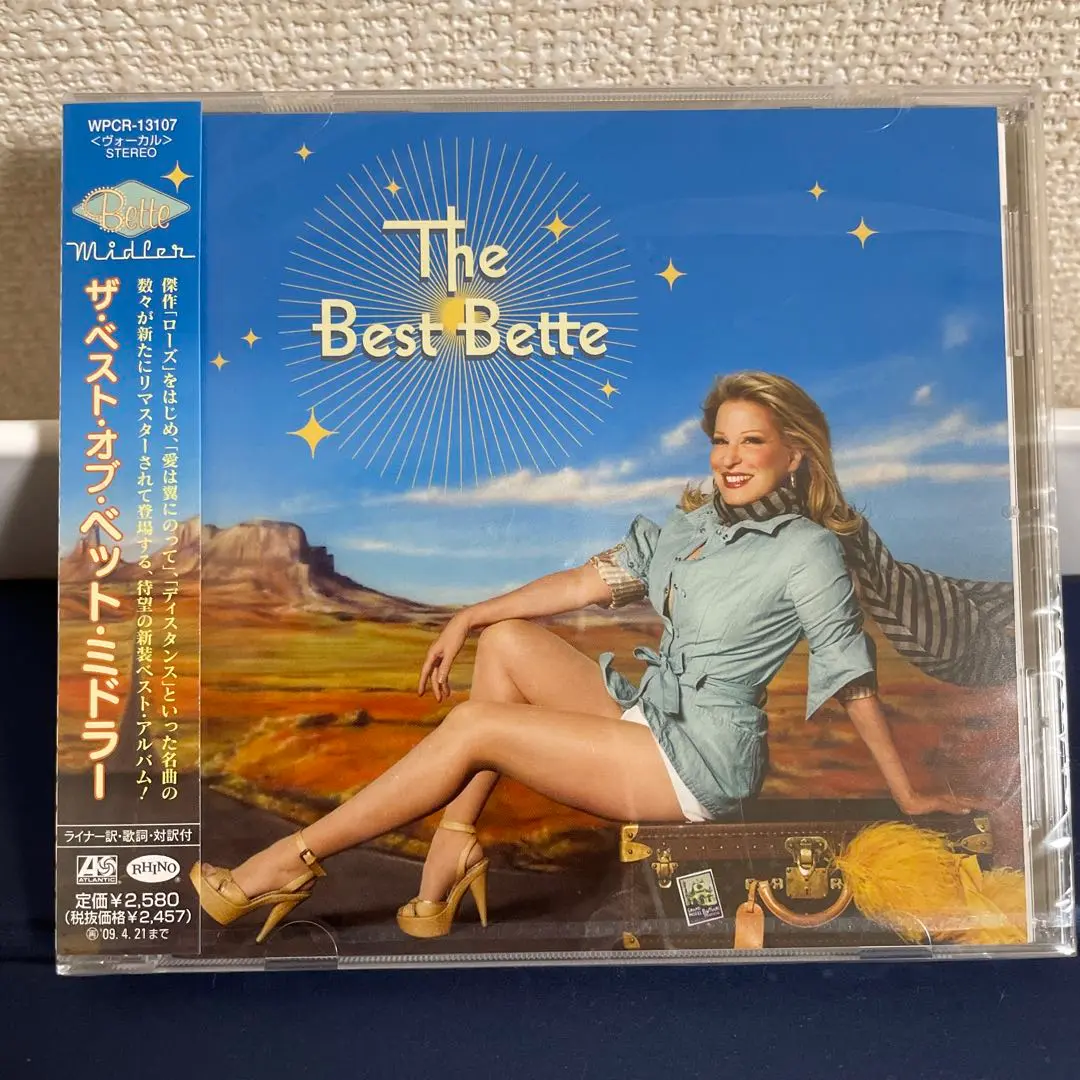 WPCR-13107
<ヴォーカル>
STEREO
Bette
Midler
ザ・ベスト・オブ・ベット・ミドラー
傑作「ローズ」をはじめ、「愛は翼にのって」、「ディスタンス」といった名曲の
数々が新たにリマスターされて登場する、待望の新装ベスト・アルバム!
ライナー訳・歌詞・対訳付
ATLANTIC
RHINO
定価¥2,580
(税抜価格¥2,457)
㊢'09.4.21まで
The
Best Bette